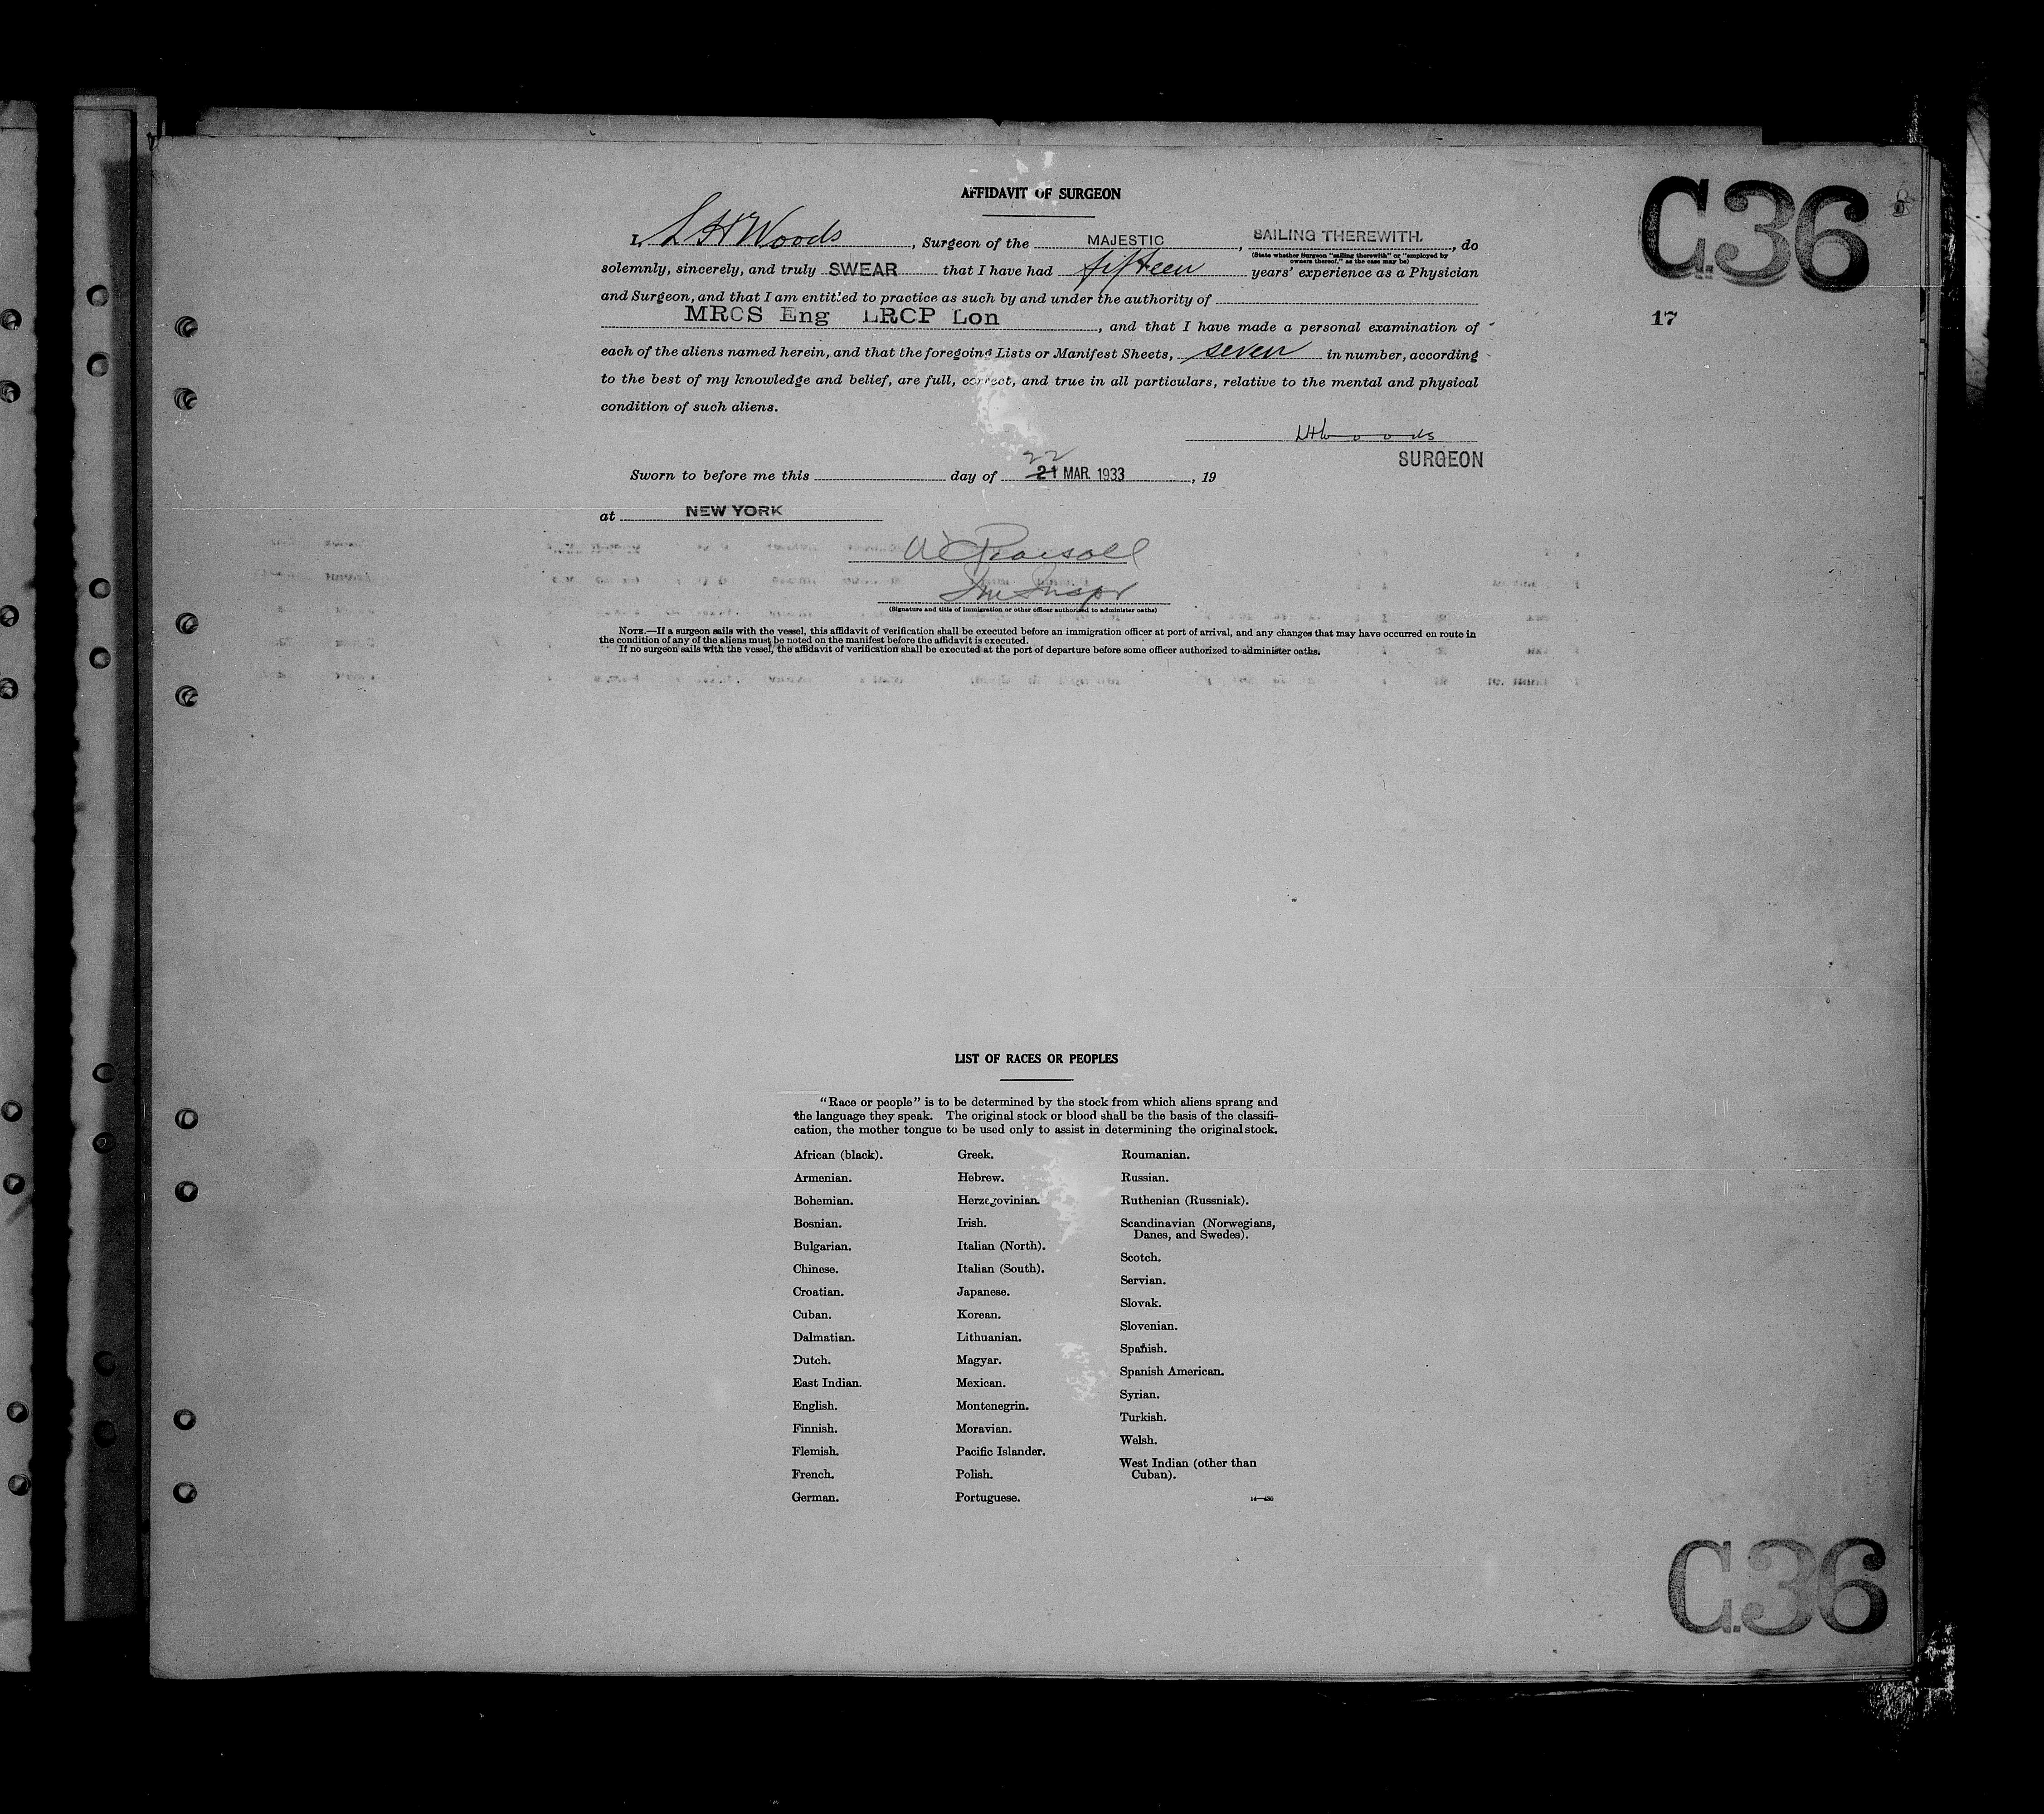 AFFIDAVIT OF SURGEON
C.36
I, L H Woods, Surgeon of the MAJESTIC, SAILING THEREWITH., do
(State whether Surgeon "sailing therewith" or "employed by
owners thereof," as the case may be)
solemnly, sincerely, and truly SWEAR that I have had fifteen years' experience as a Physician
and Surgeon, and that I am entitled to practice as such by and under the authority of
17
MRCS Eng LRCP Lon, and that I have made a personal examination of
each of the aliens named herein, and that the foregoing Lists or Manifest Sheets, seven in number, according
to the best of my knowledge and belief, are full, correct, and true in all particulars, relative to the mental and physical
condition of such aliens.
LHWoods
SURGEON
22
Sworn to before me this day of 21 MAR. 1933, 19
at NEW YORK
Im Inspr
(Signature and title of immigration or other officer authorized to administer oaths)
NOTE.—If a surgeon sails with the vessel, this affidavit of verification shall be executed before an immigration officer at port of arrival, and any changes that may have occurred en route in
the condition of any of the aliens must be noted on the manifest before the affidavit is executed.
If no surgeon sails with the vessel, the affidavit of verification shall be executed at the port of departure before some officer authorized to administer oaths.
LIST OF RACES OR PEOPLES
"Race or people" is to be determined by the stock from which aliens sprang and
the language they speak. The original stock or blood shall be the basis of the classifi-
cation, the mother tongue to be used only to assist in determining the original stock.
African (black).
Armenian.
Bohemian.
Bosnian.
Bulgarian.
Chinese.
Croatian.
Cuban.
Dalmatian.
Dutch.
East Indian.
English.
Finnish.
Flemish.
French.
German.
Greek.
Hebrew.
Herzegovinian.
Irish.
Italian (North).
Italian (South).
Japanese.
Korean.
Lithuanian.
Magyar.
Mexican.
Montenegrin.
Moravian.
Pacific Islander.
Polish.
Portuguese.
Roumanian.
Russian.
Ruthenian (Russniak).
Scandinavian (Norwegians,
Danes, and Swedes).
Scotch.
Servian.
Slovak.
Slovenian.
Spanish.
Spanish American.
Syrian.
Turkish.
Welsh.
West Indian (other than
Cuban).
C.36